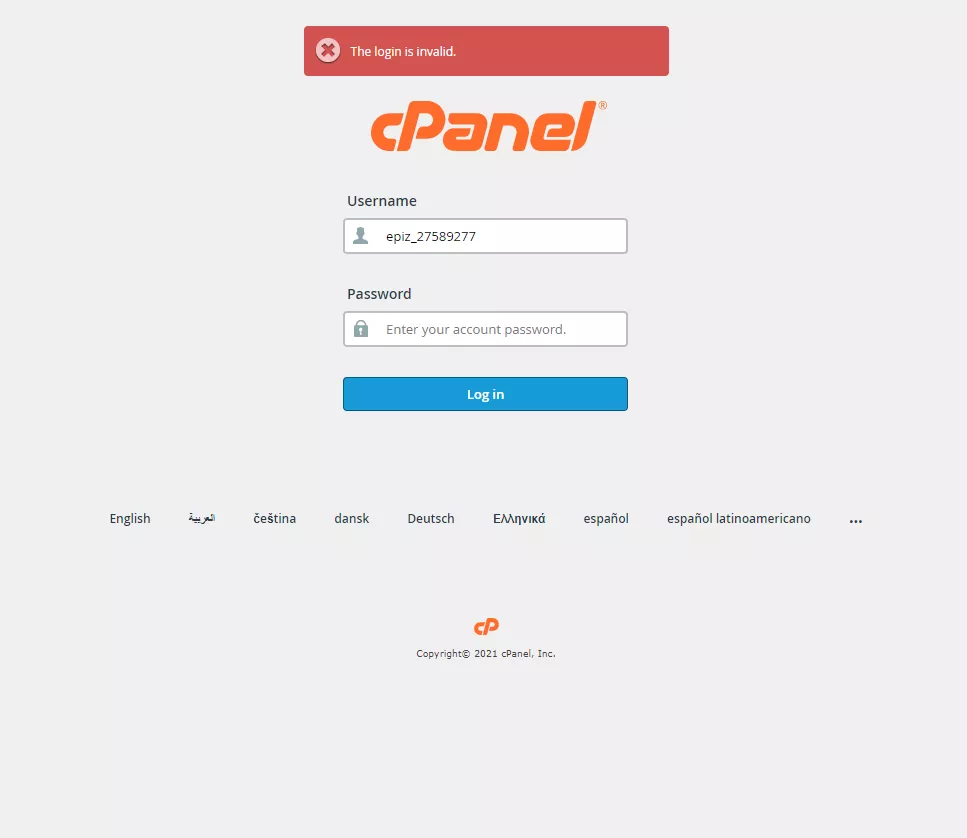 The login is invalid.
cPanel®
Username
epiz_27589277
Password
Enter your account password.
Log in
English العربية čeština dansk Deutsch Ελληνικά español español latinoamericano ...
cP
Copyright© 2021 cPanel, Inc.